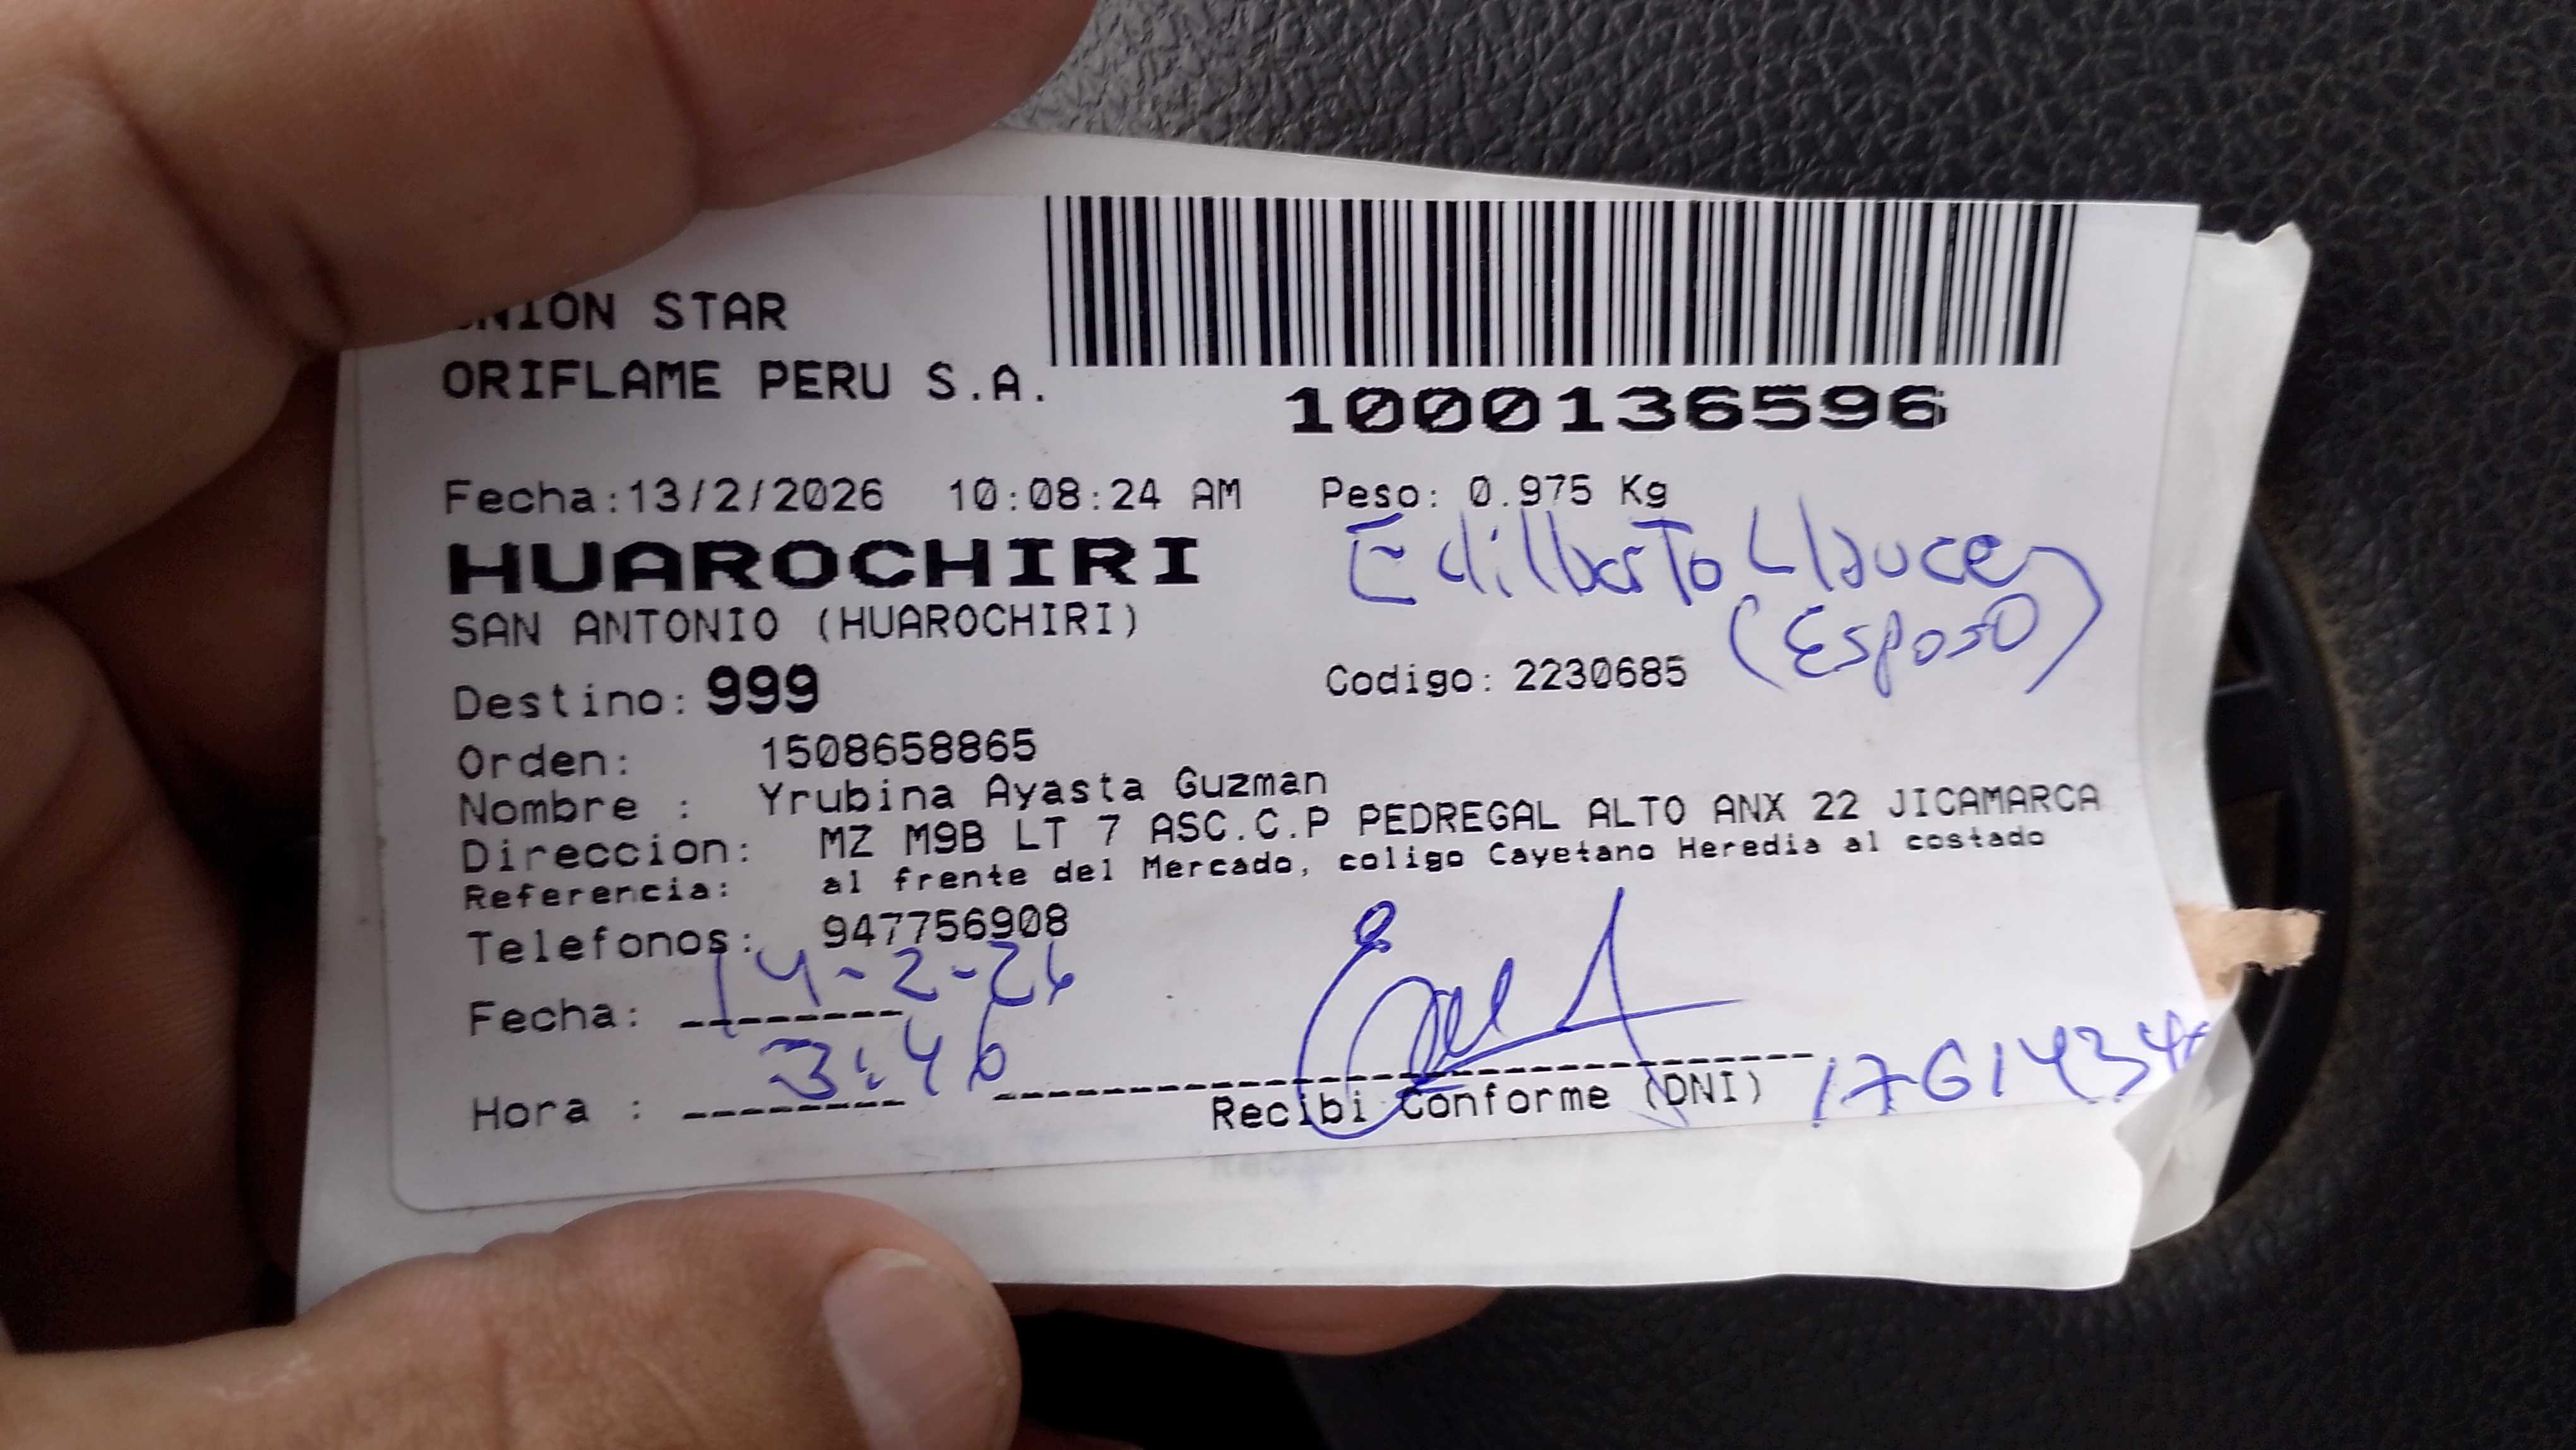 UNION STAR
ORIFLAME PERU S.A.
1000136596
Fecha:13/2/2026 10:08:24 AM Peso: 0.975 Kg
HUAROCHIRI
Edilberto Llauce
SAN ANTONIO (HUAROCHIRI)
(Esposo)
Destino: 999 Codigo: 2230685
Orden: 1508658865
Nombre : Yrubina Ayasta Guzman
Direccion: MZ M9B LT 7 ASC.C.P PEDREGAL ALTO ANX 22 JICAMARCA
Referencia: al frente del Mercado, coligo Cayetano Heredia al costado
Telefonos: 947756908
Fecha: 14-2-26
Hora : 3:46
Recibi Conforme (DNI)